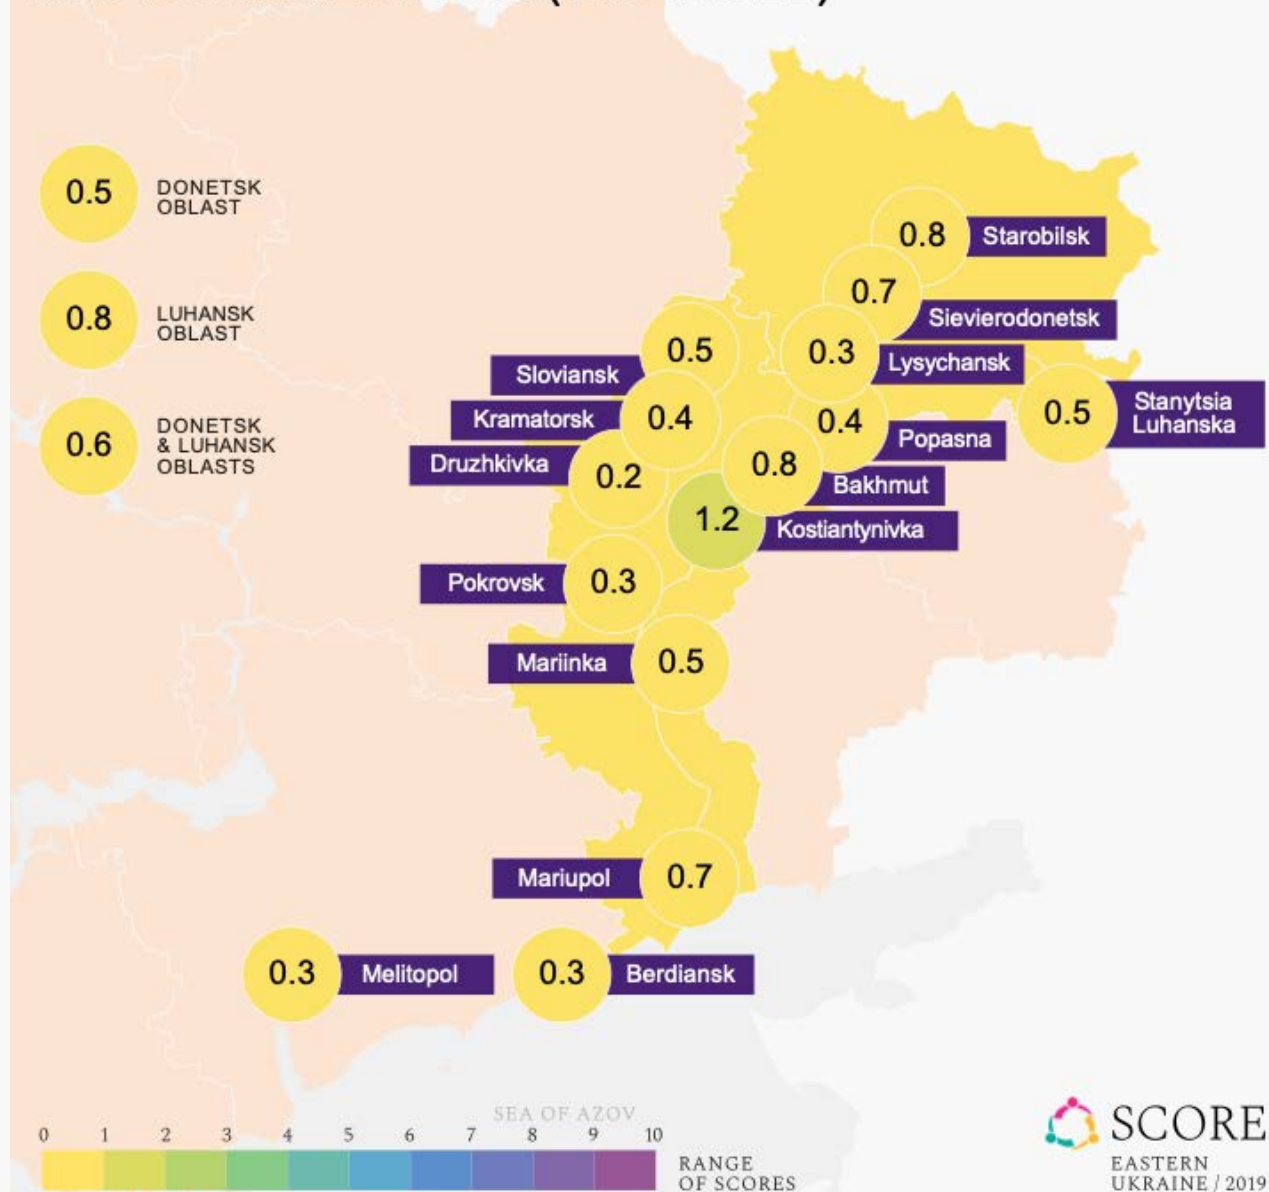 0.5
DONETSK
OBLAST
0.8
LUHANSK
OBLAST
0.6
DONETSK
& LUHANSK
OBLASTS
0.8
Starobilsk
0.7
Sievierodonetsk
0.5
Sloviansk
0.3
Lysychansk
0.4
Kramatorsk
0.4
Popasna
0.5
Stanytsia
Luhanska
0.2
Druzhkivka
0.8
Bakhmut
1.2
Kostiantynivka
Pokrovsk
0.3
Mariinka
0.5
Mariupol
0.7
0.3
Melitopol
0.3
Berdiansk
SEA OF AZOV
0 1 2 3 4 5 6 7 8 9 10
RANGE
OF SCORES
SCORE
EASTERN
UKRAINE / 2019